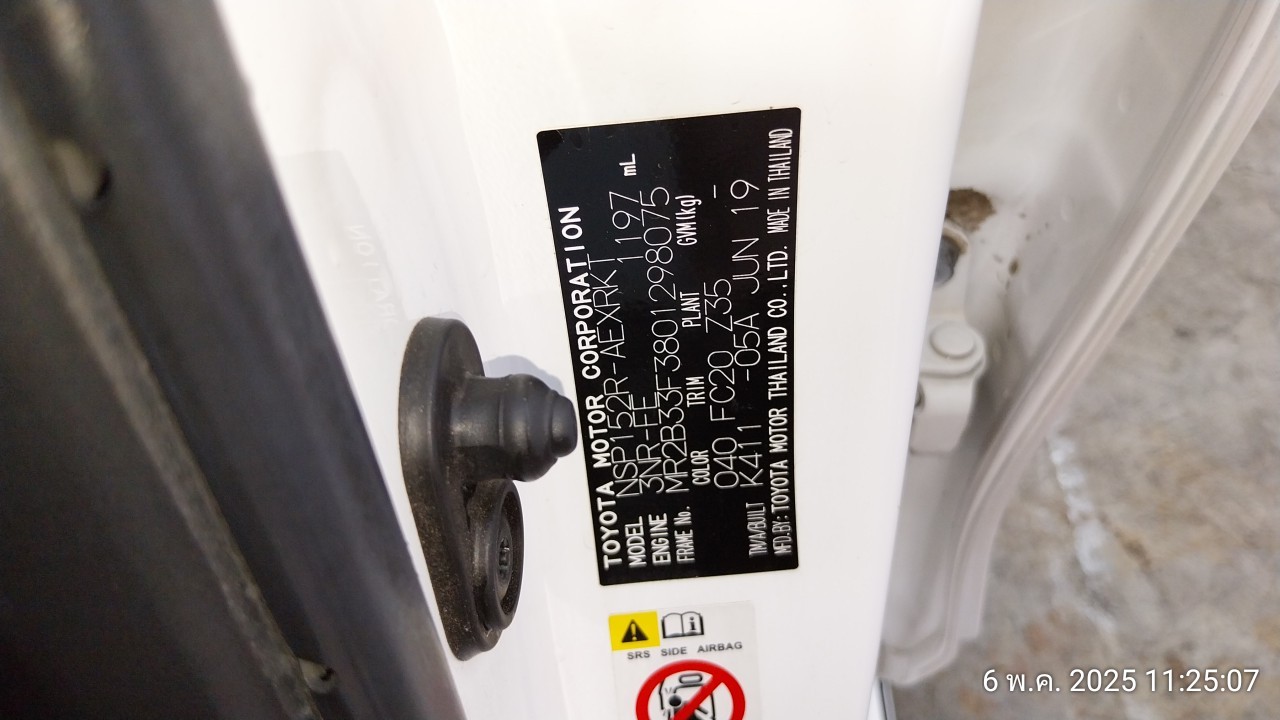 TOYOTA MOTOR CORPORATION
MODEL NSP152R-AEXRKT
ENGINE 3NR-FE 1197 mL
FRAME No. MR2B33F3801298075
COLOR TRIM PLANT GVM(kg)
040 FC20 Z35 -
T/M/A/BUILT K411 -05A JUN 19
MFD.BY:TOYOTA MOTOR THAILAND CO.,LTD. MADE IN THAILAND
SRS SIDE AIRBAG
6 พ.ค. 2025 11:25:07